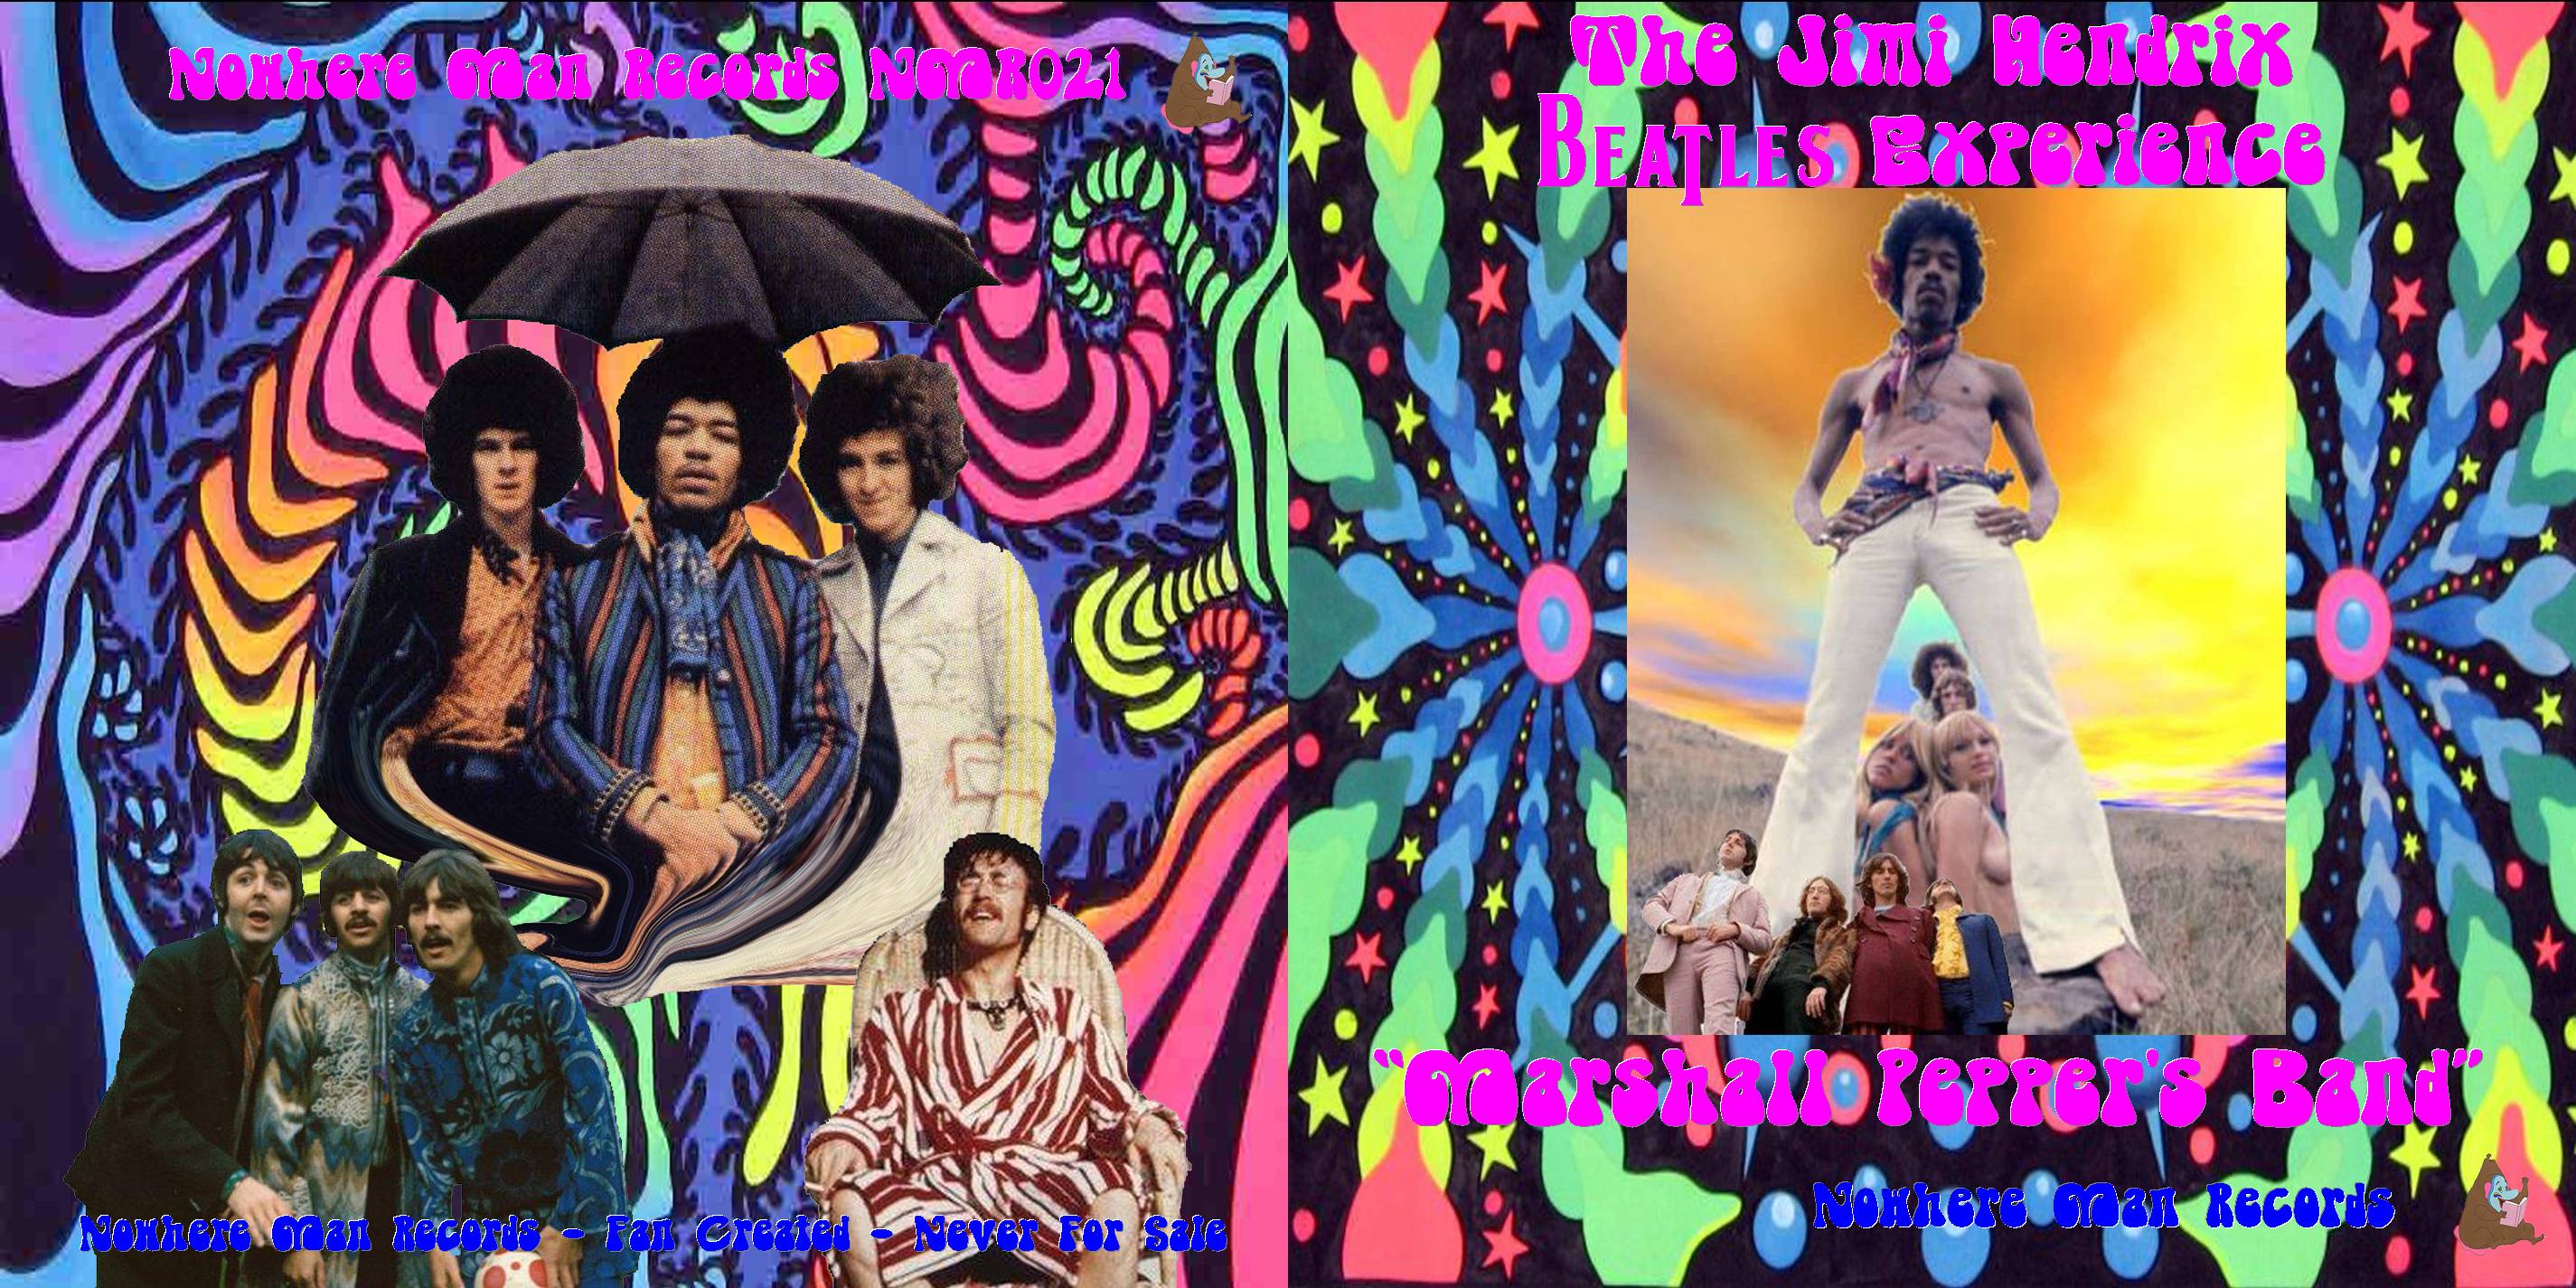 Nowhere Man Records NMR021
Nowhere Man Records - Fan Created - Never For Sale
The Jimi Hendrix
BEATLES Experience
"Marshall Pepper's Band"
Nowhere Man Records